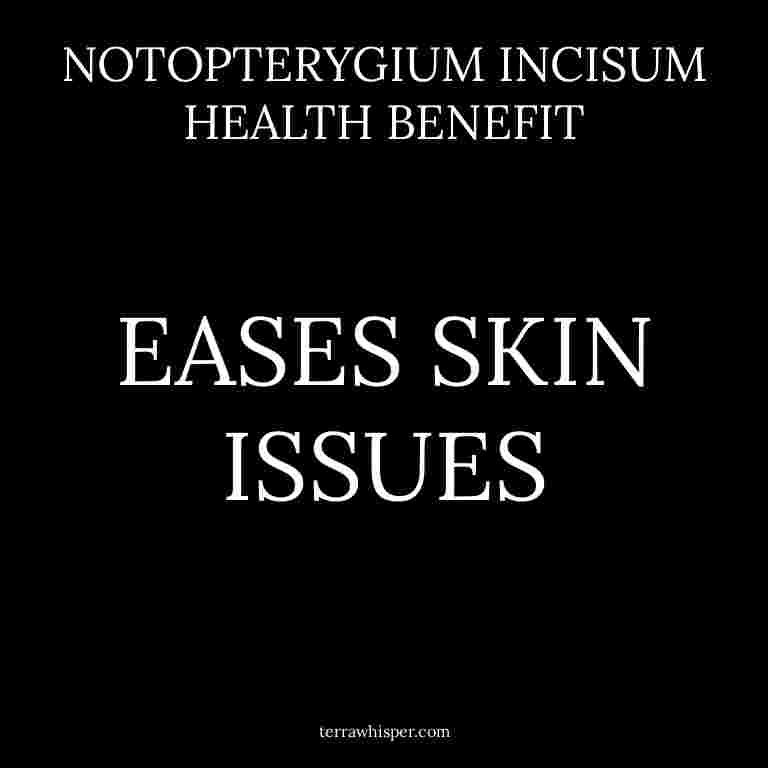 NOTOPTERYGIUM INCISUM
HEALTH BENEFIT
EASES SKIN
ISSUES
terrawhisper.com